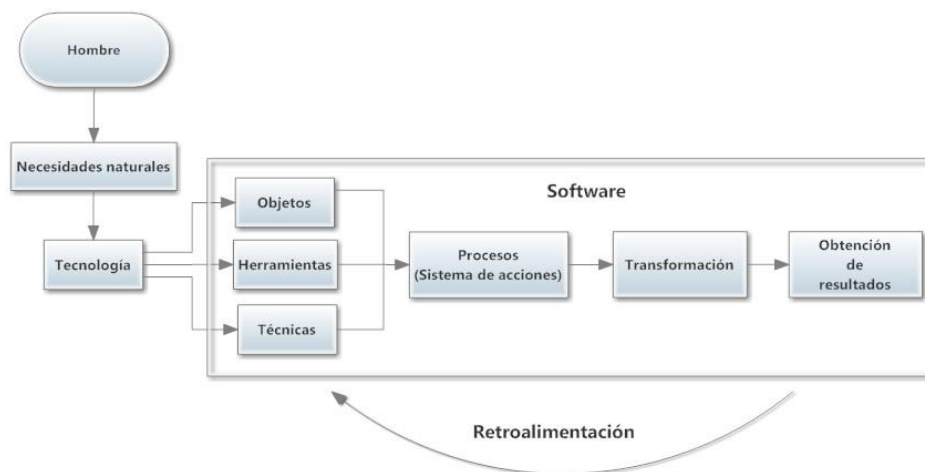 Hombre
Necesidades naturales
Tecnología
Software
Objetos
Herramientas
Técnicas
Procesos
(Sistema de acciones)
Transformación
Obtención
de
resultados
Retroalimentación